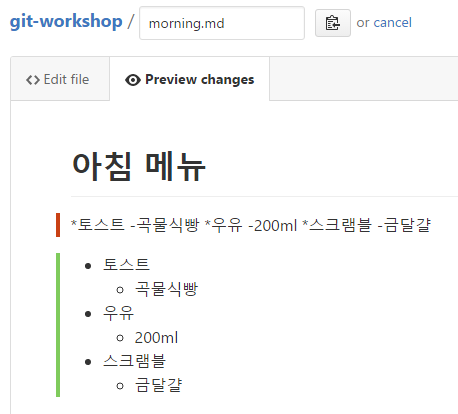 git-workshop / morning.md or cancel
Edit file Preview changes
아침 메뉴
*토스트 -곡물식빵 *우유 -200ml *스크램블 -금달걀
토스트
곡물식빵
우유
200ml
스크램블
금달걀